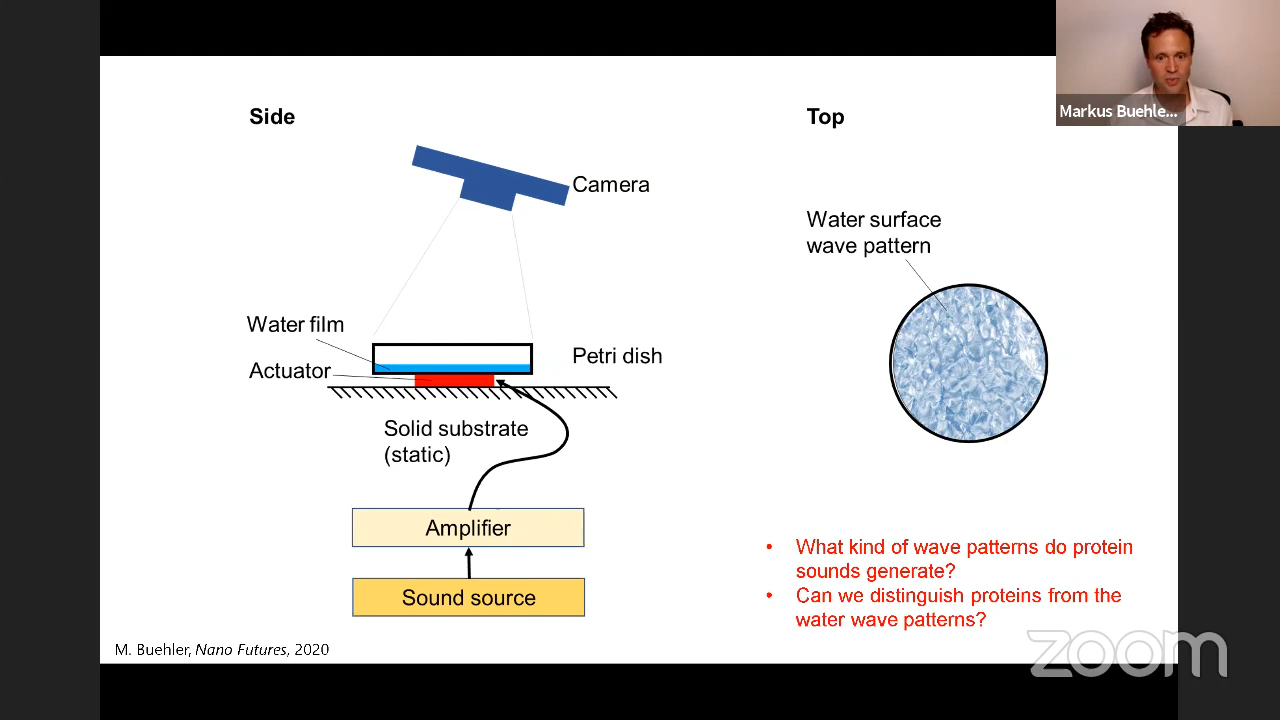 Markus Buehle...
Side
Top
Camera
Water surface
wave pattern
Water film
Actuator
Petri dish
Solid substrate
(static)
Amplifier
Sound source
• What kind of wave patterns do protein
sounds generate?
• Can we distinguish proteins from the
water wave patterns?
M. Buehler, Nano Futures, 2020
zoom